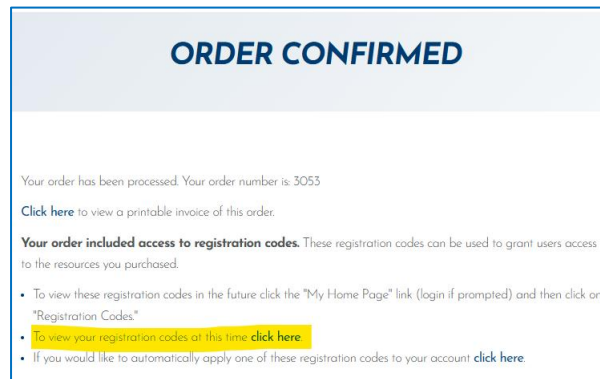 ORDER CONFIRMED
Your order has been processed. Your order number is: 3053
Click here to view a printable invoice of this order.
Your order included access to registration codes. These registration codes can be used to grant users access
to the resources you purchased.
• To view these registration codes in the future click the "My Home Page" link (login if prompted) and then click on
"Registration Codes."
• To view your registration codes at this time click here.
• If you would like to automatically apply one of these registration codes to your account click here.